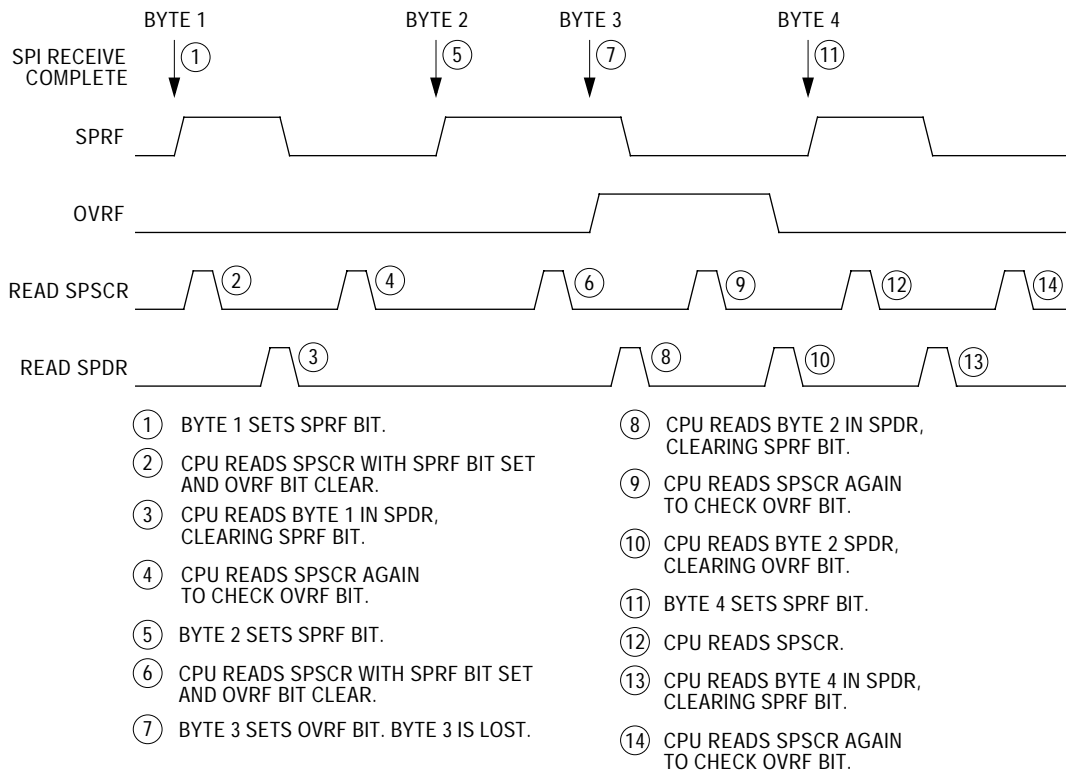 BYTE 1 BYTE 2 BYTE 3 BYTE 4
SPI RECEIVE
COMPLETE
1 5 7 11
SPRF
OVRF
READ SPSCR
2 4 6 9 12 14
READ SPDR
3 8 10 13
1 BYTE 1 SETS SPRF BIT.
2 CPU READS SPSCR WITH SPRF BIT SET
AND OVRF BIT CLEAR.
3 CPU READS BYTE 1 IN SPDR,
CLEARING SPRF BIT.
4 CPU READS SPSCR AGAIN
TO CHECK OVRF BIT.
5 BYTE 2 SETS SPRF BIT.
6 CPU READS SPSCR WITH SPRF BIT SET
AND OVRF BIT CLEAR.
7 BYTE 3 SETS OVRF BIT. BYTE 3 IS LOST.
8 CPU READS BYTE 2 IN SPDR,
CLEARING SPRF BIT.
9 CPU READS SPSCR AGAIN
TO CHECK OVRF BIT.
10 CPU READS BYTE 2 SPDR,
CLEARING OVRF BIT.
11 BYTE 4 SETS SPRF BIT.
12 CPU READS SPSCR.
13 CPU READS BYTE 4 IN SPDR,
CLEARING SPRF BIT.
14 CPU READS SPSCR AGAIN
TO CHECK OVRF BIT.